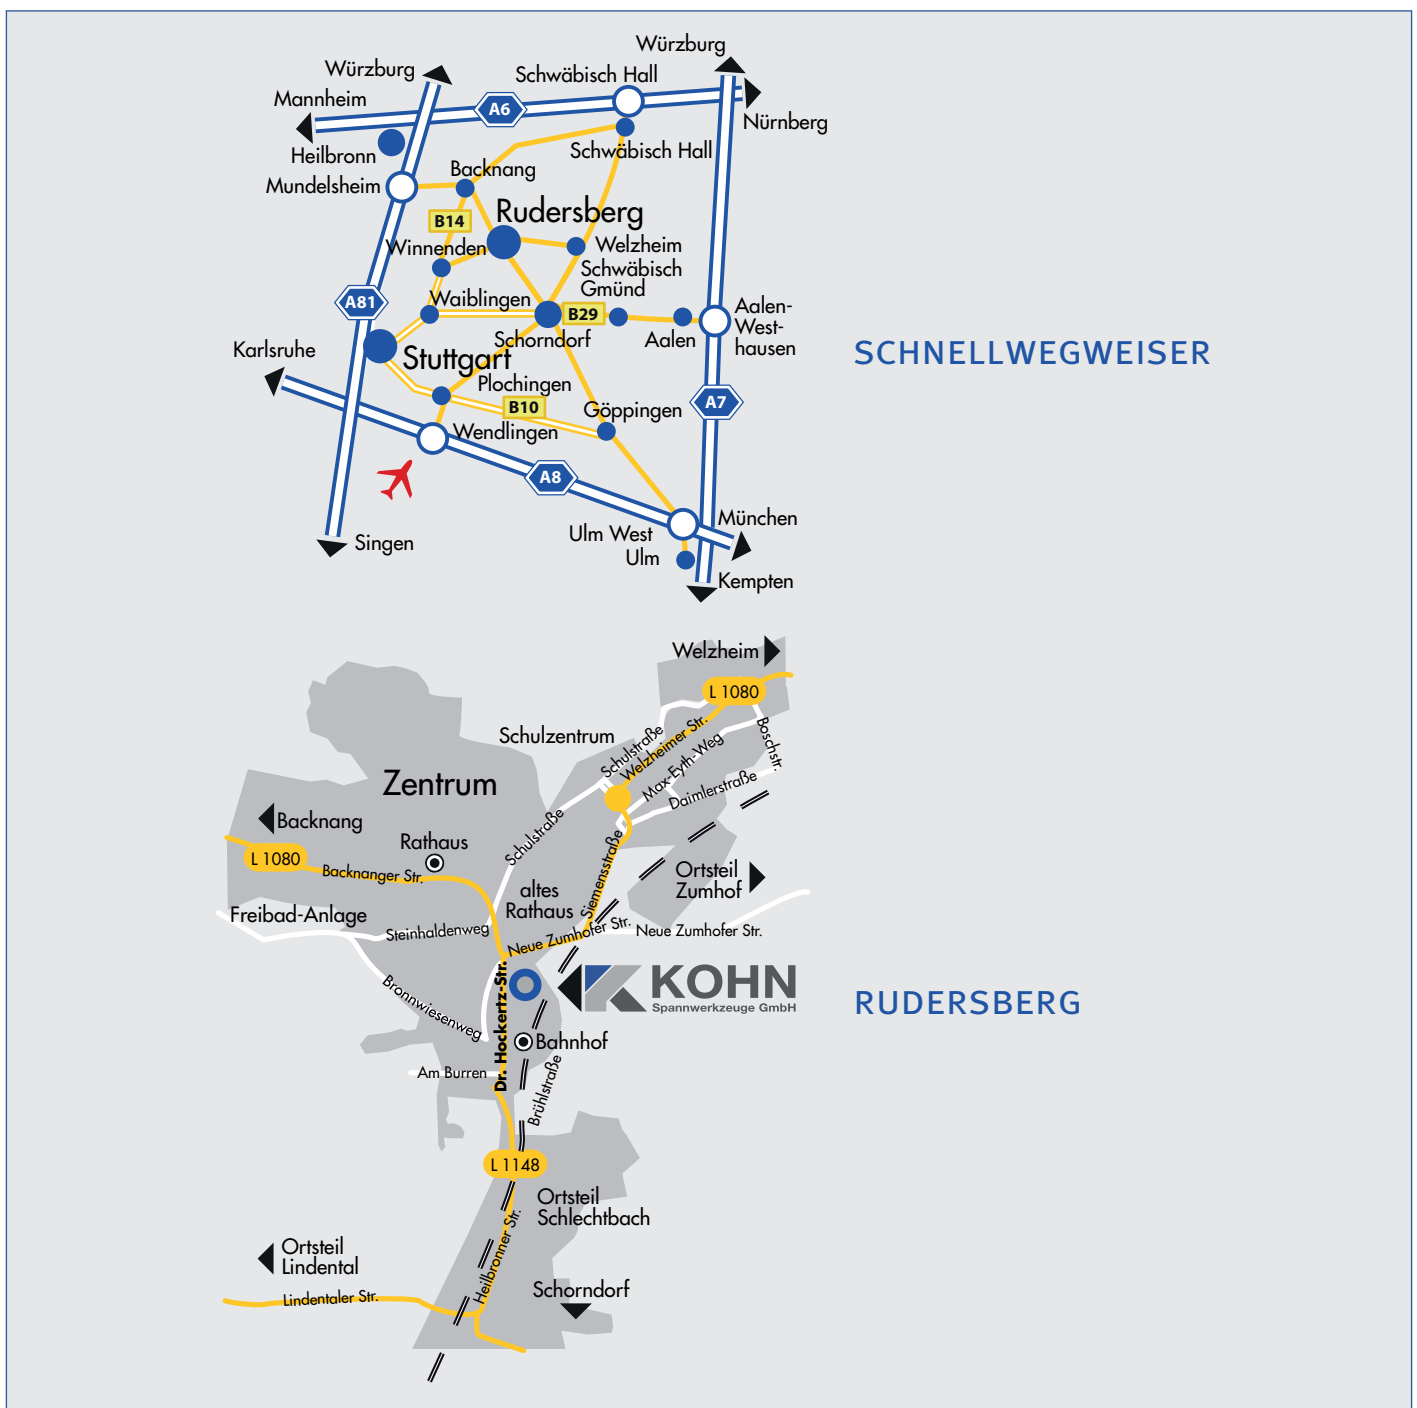 Würzburg
Würzburg
Schwäbisch Hall
Mannheim
A6
Nürnberg
Heilbronn
Schwäbisch Hall
Backnang
Mundelsheim
Rudersberg
B14
Winnenden
Welzheim
Schwäbisch
Gmünd
A81
Waiblingen
B29
Aalen-
West-
hausen
Schorndorf
Aalen
Karlsruhe
Stuttgart
SCHNELLWEGWEISER
Plochingen
B10
Göppingen
A7
Wendlingen
A8
München
Ulm West
Singen
Ulm
Kempten
Welzheim
L 1080
Schulzentrum
Schulstraße
Welzheimer Str.
Boschstr.
Max-Eyth-Weg
Zentrum
Daimlerstraße
Backnang
Schulstraße
Rathaus
L 1080
Backnanger Str.
Siemensstraße
Ortsteil
Zumhof
altes
Rathaus
Freibad-Anlage
Steinhaldenweg
Neue Zumhofer Str.
Neue Zumhofer Str.
KOHN
Spannwerkzeuge GmbH
RUDERSBERG
Bronnwiesenweg
Dr. Hockertz-Str.
Bahnhof
Am Burren
Brühlstraße
L 1148
Ortsteil
Schlechtbach
Heilbronner Str.
Ortsteil
Lindental
Lindentaler Str.
Schorndorf